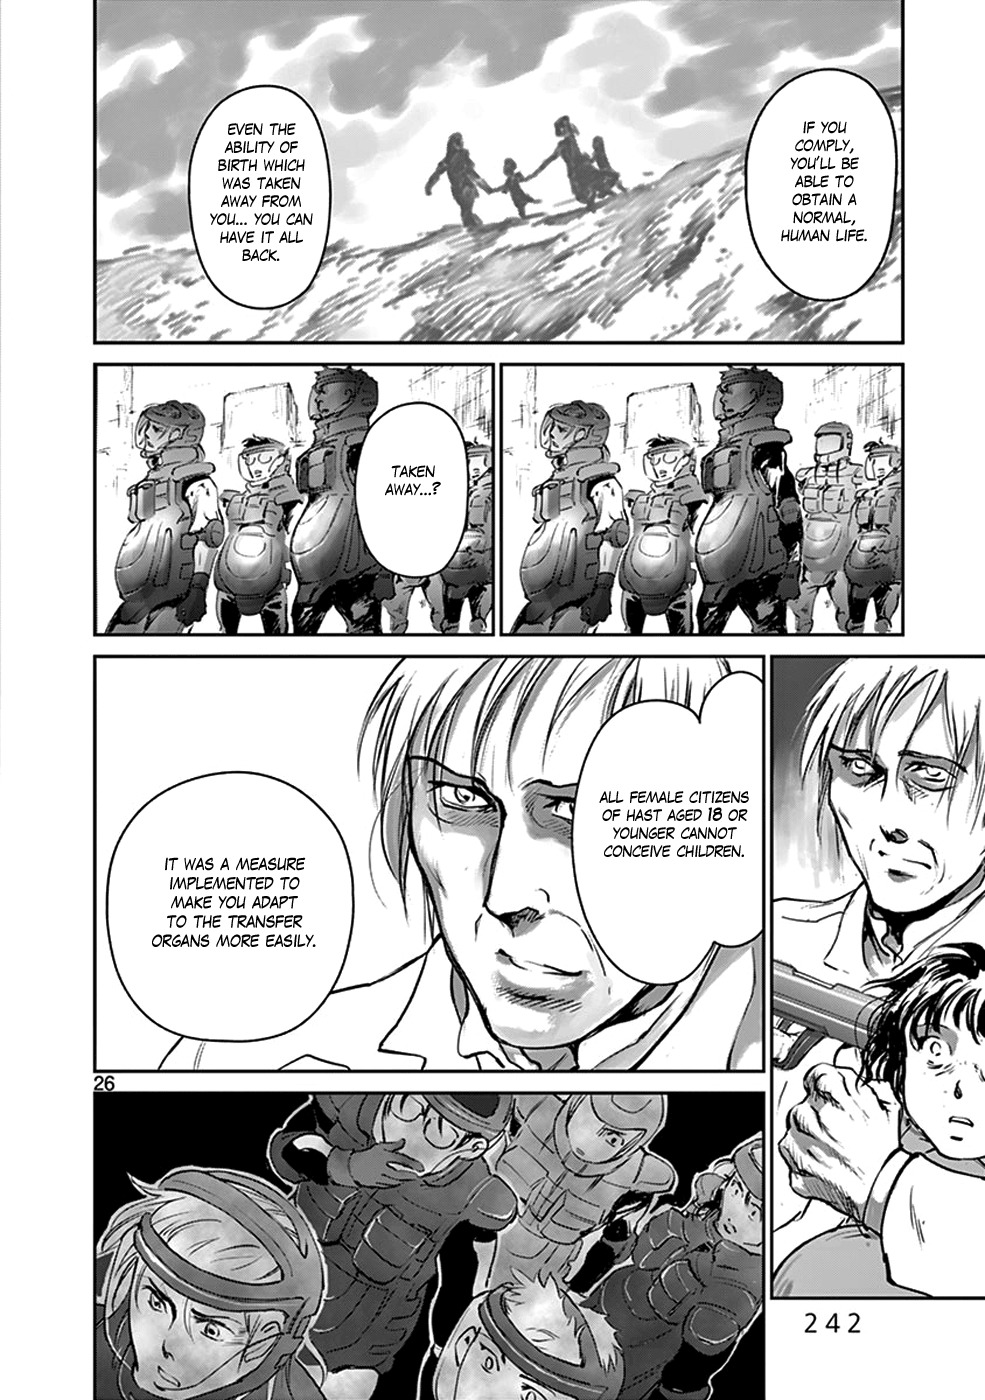 IF YOU
COMPLY,
YOU'LL BE
ABLE TO
OBTAIN A
NORMAL,
HUMAN LIFE.
EVEN THE
ABILITY OF
BIRTH WHICH
WAS TAKEN
AWAY FROM
YOU... YOU CAN
HAVE IT ALL
BACK.
TAKEN
AWAY...?
ALL FEMALE CITIZENS
OF HAST AGED 18 OR
YOUNGER CANNOT
CONCEIVE CHILDREN.
IT WAS A MEASURE
IMPLEMENTED TO
MAKE YOU ADAPT
TO THE TRANSFER
ORGANS MORE EASILY.
26
242